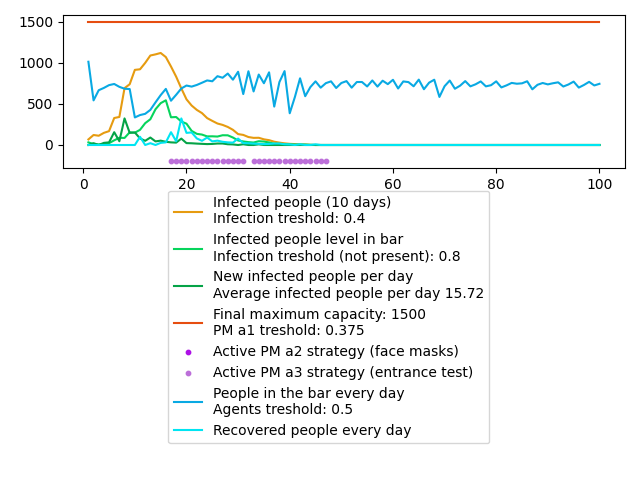 1500
1000
500
0
0
20
40
60
80
100
Infected people (10 days)
Infection treshold: 0.4
Infected people level in bar
Infection treshold (not present): 0.8
New infected people per day
Average infected people per day 15.72
Final maximum capacity: 1500
PM a1 treshold: 0.375
Active PM a2 strategy (face masks)
Active PM a3 strategy (entrance test)
People in the bar every day
Agents treshold: 0.5
Recovered people every day